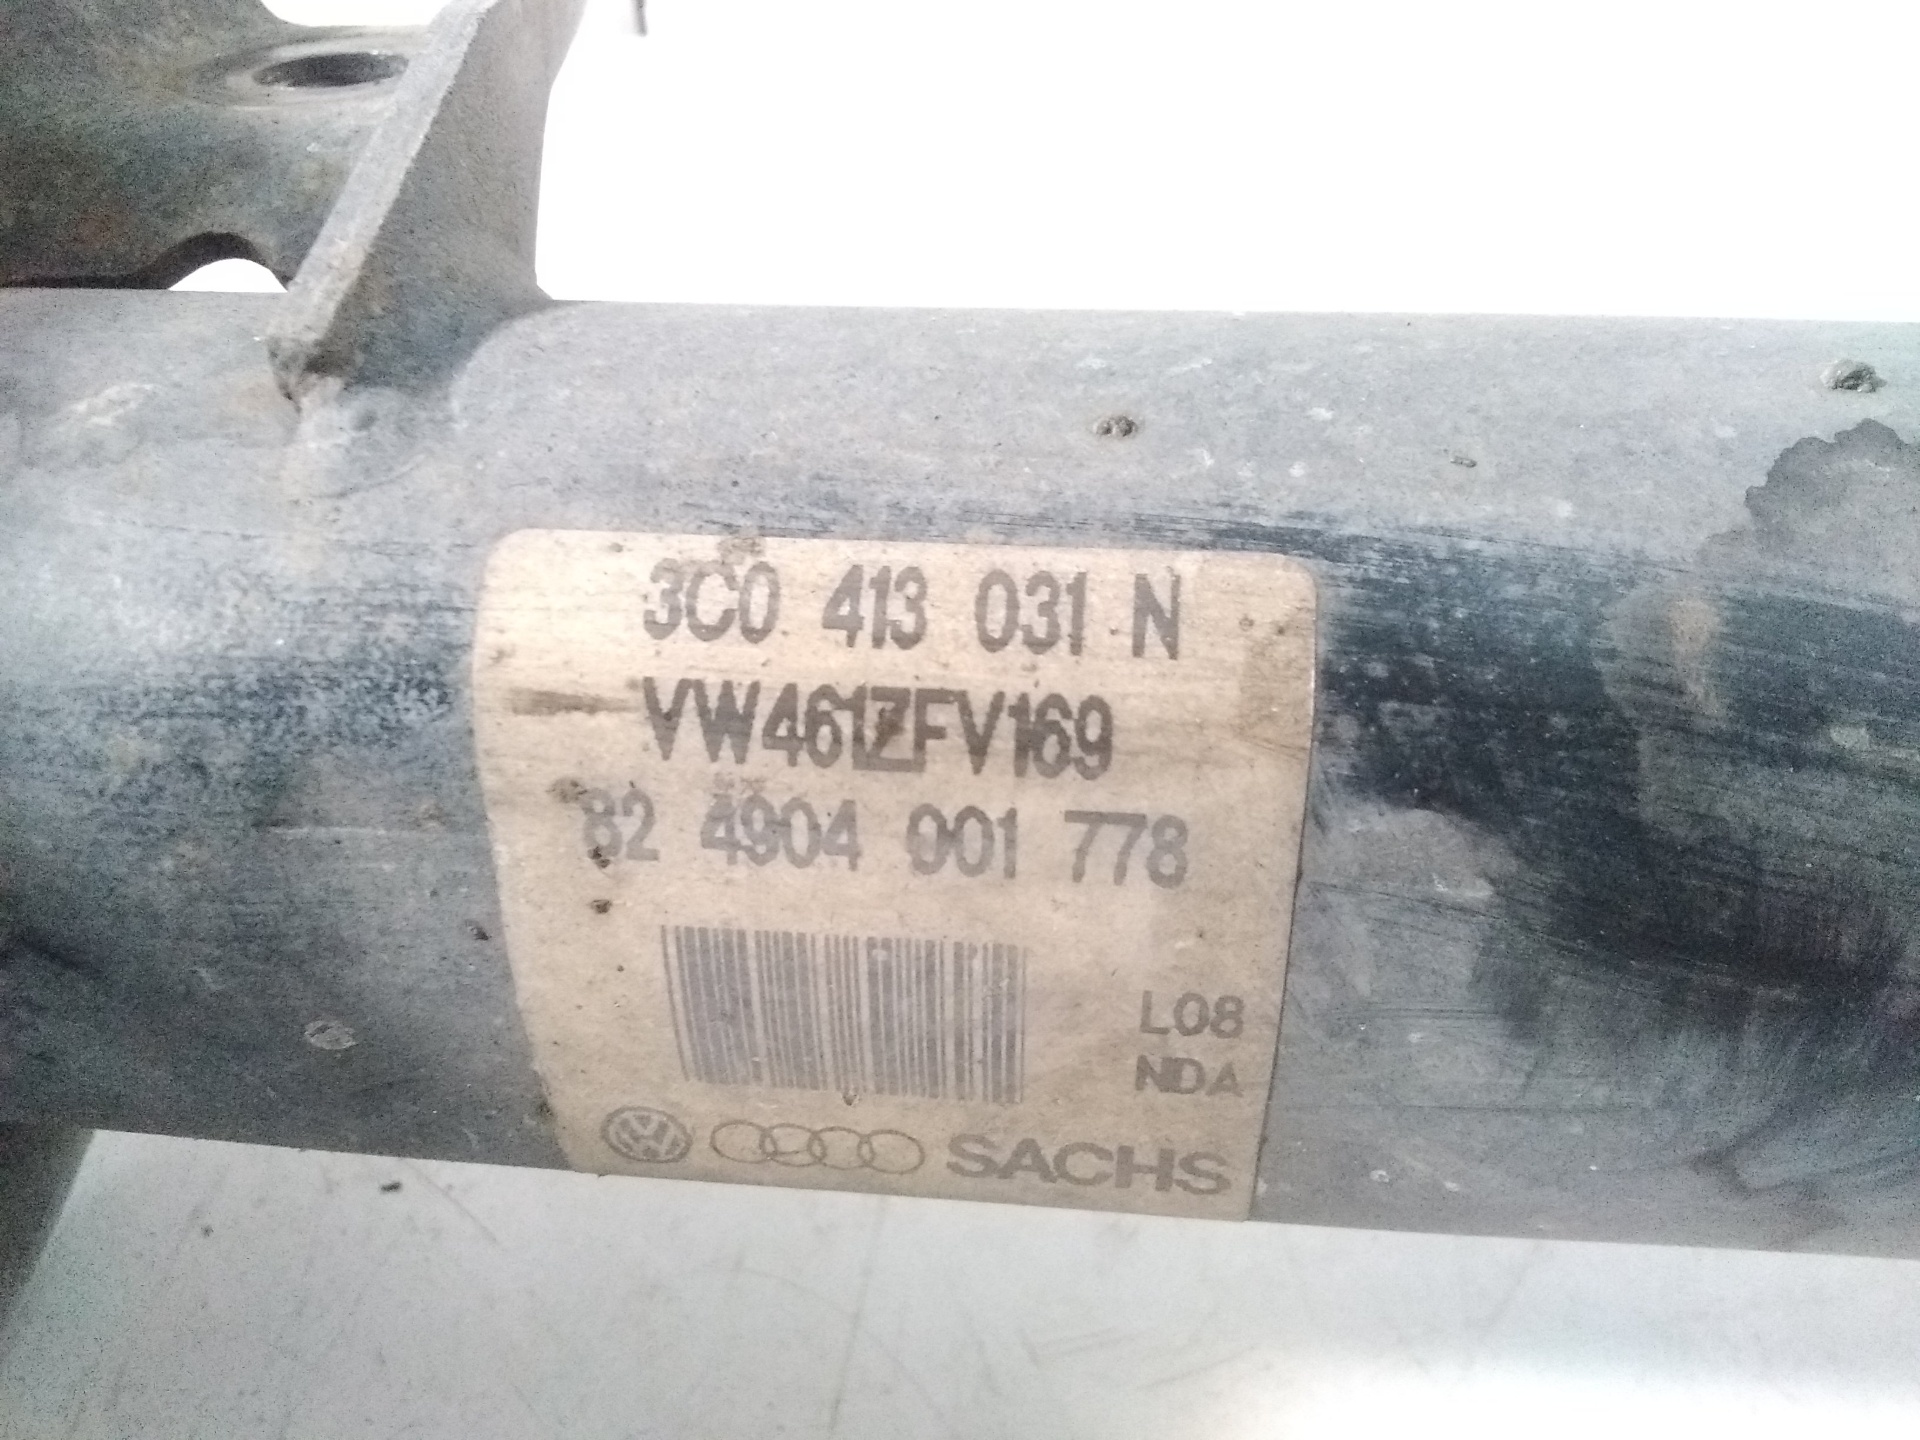 3C0 413 031 N
VW461ZFV169
82 4904 001 778
L08
NDA
SACHS